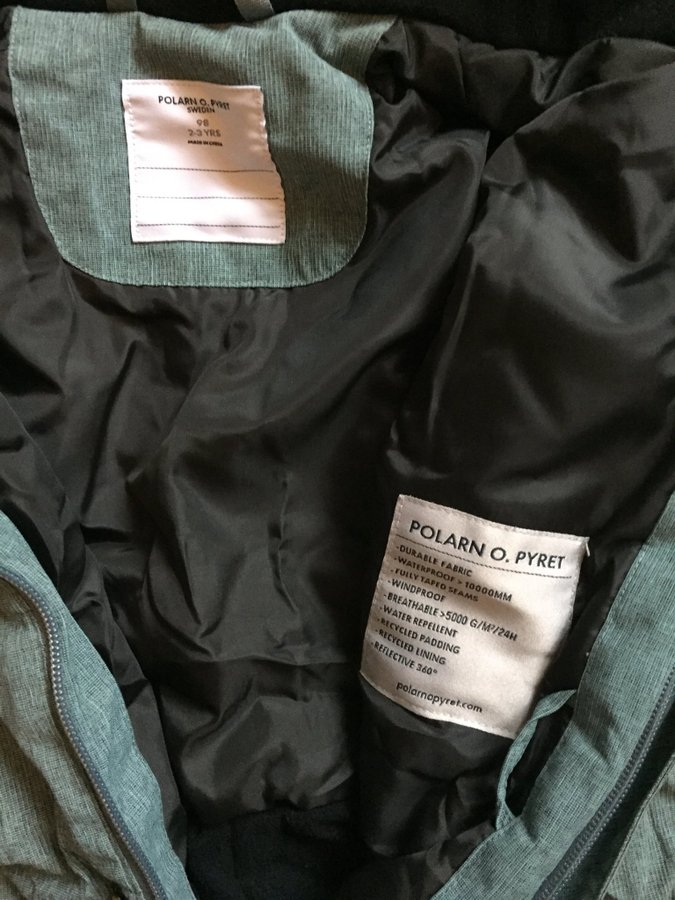 POLARN O. PYRET
SWEDEN
98
2-3 YRS
MADE IN CHINA
POLARN O. PYRET
-DURABLE FABRIC
-WATERPROOF > 10000MM
-FULLY TAPED SEAMS
-WINDPROOF
-BREATHABLE >5000 G/M²/24H
-WATER REPELLENT
-RECYCLED PADDING
-RECYCLED LINING
-REFLECTIVE 360°
polarnopyret.com